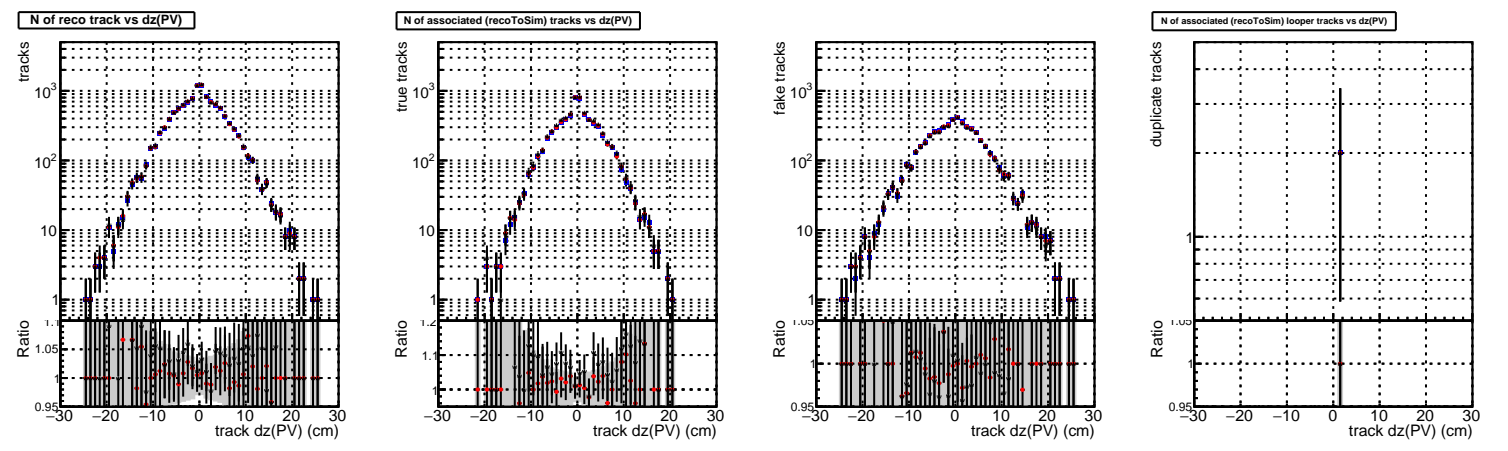 N of reco track vs dz(PV)
N of associated (recoToSim) tracks vs dz(PV)
N of associated (recoToSim) looper tracks vs dz(PV)
tracks
10³
10²
10
1
Ratio
1.1
1.05
1
0.95
−30 −20 −10 0 10 20 30
track dz(PV) (cm)
true tracks
10³
10²
10
1
Ratio
1.2
1.1
1
−30 −20 −10 0 10 20 30
track dz(PV) (cm)
fake tracks
10³
10²
10
1
Ratio
1.05
1
0.95
−30 −20 −10 0 10 20 30
track dz(PV) (cm)
duplicate tracks
1
Ratio
1.05
1
0.95
−30 −20 −10 0 10 20 30
track dz(PV) (cm)